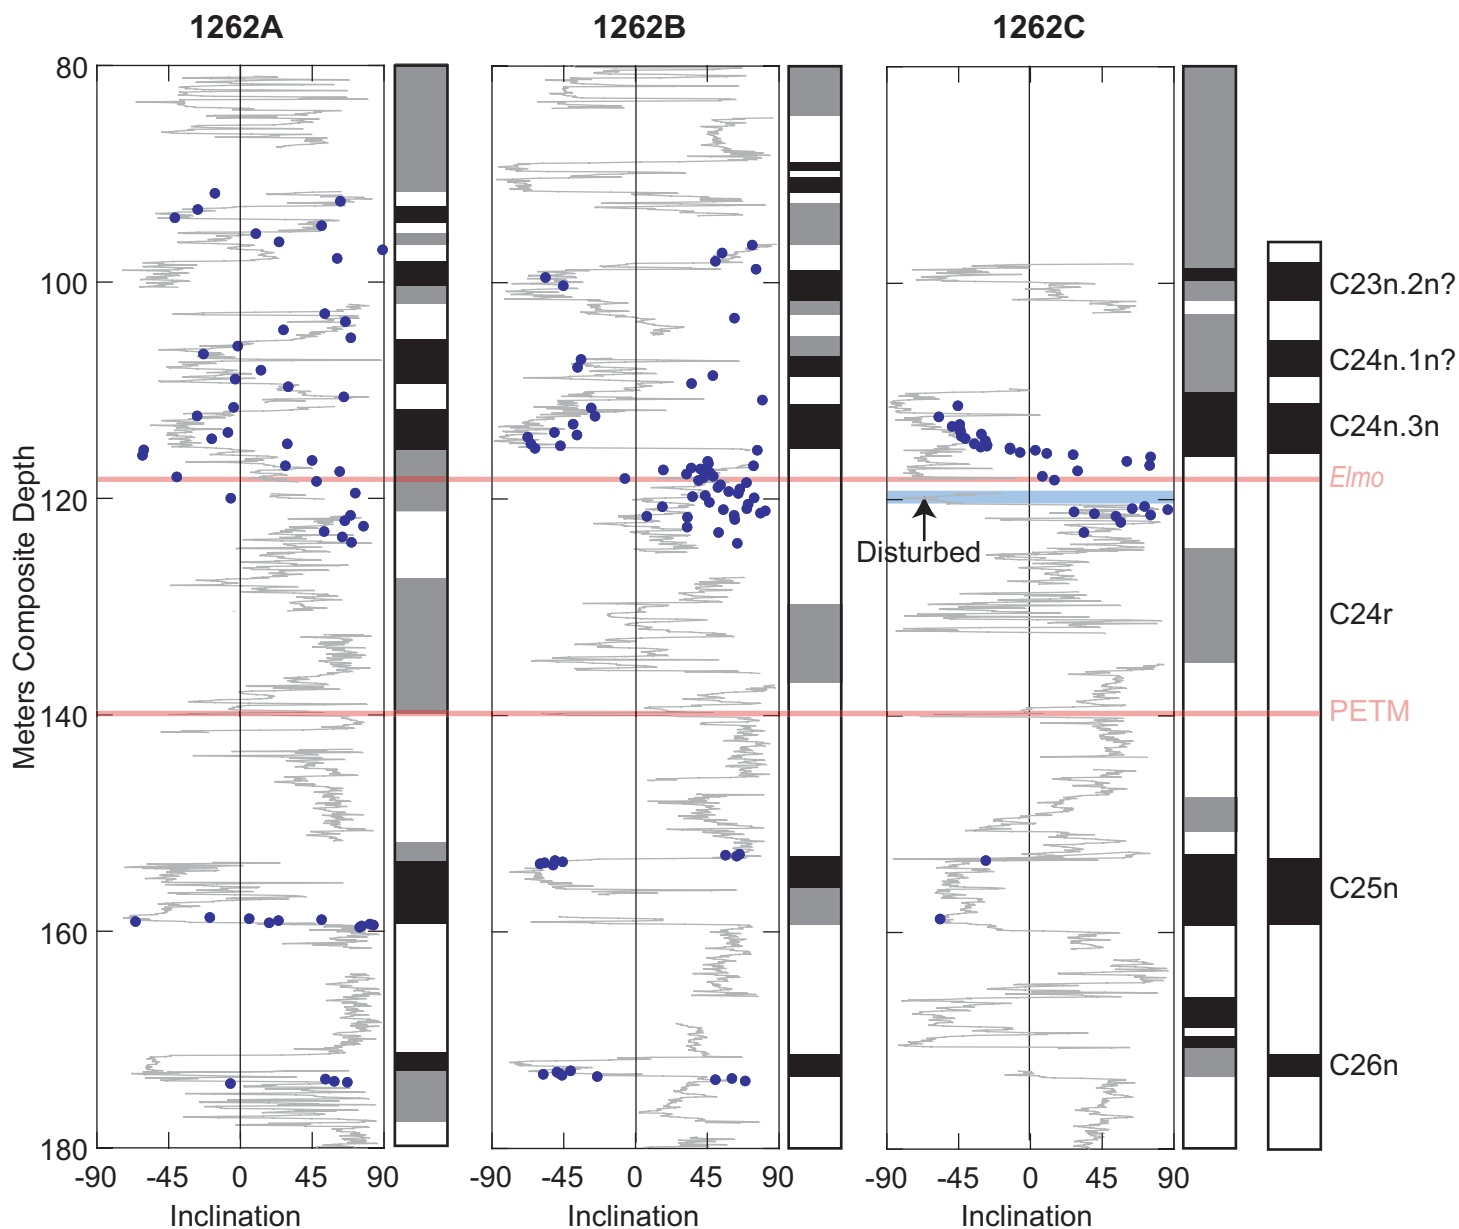 1262A
1262B
1262C
80
100
120
140
160
180
Meters Composite Depth
C23n.2n?
C24n.1n?
C24n.3n
Elmo
Disturbed
C24r
PETM
C25n
C26n
-90 -45 0 45 90
-90 -45 0 45 90
-90 -45 0 45 90
Inclination
Inclination
Inclination